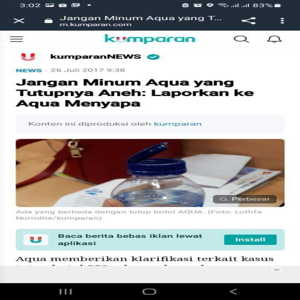 3:02
83%
Jangan Minum Aqua yang T...
m.kumparan.com
kumparan
kumparanNEWS
NEWS · 26 Juli 2017 9:38
Jangan Minum Aqua yang
Tutupnya Aneh: Laporkan ke
Aqua Menyapa
Konten ini diproduksi oleh kumparan
Perbesar
Ada yang berbeda dengan tutup botol AQUA. (Foto: Luthfa
Nurridha/kumparan)
Baca berita bebas iklan lewat
aplikasi
Install
Aqua memberikan klarifikasi terkait kasus